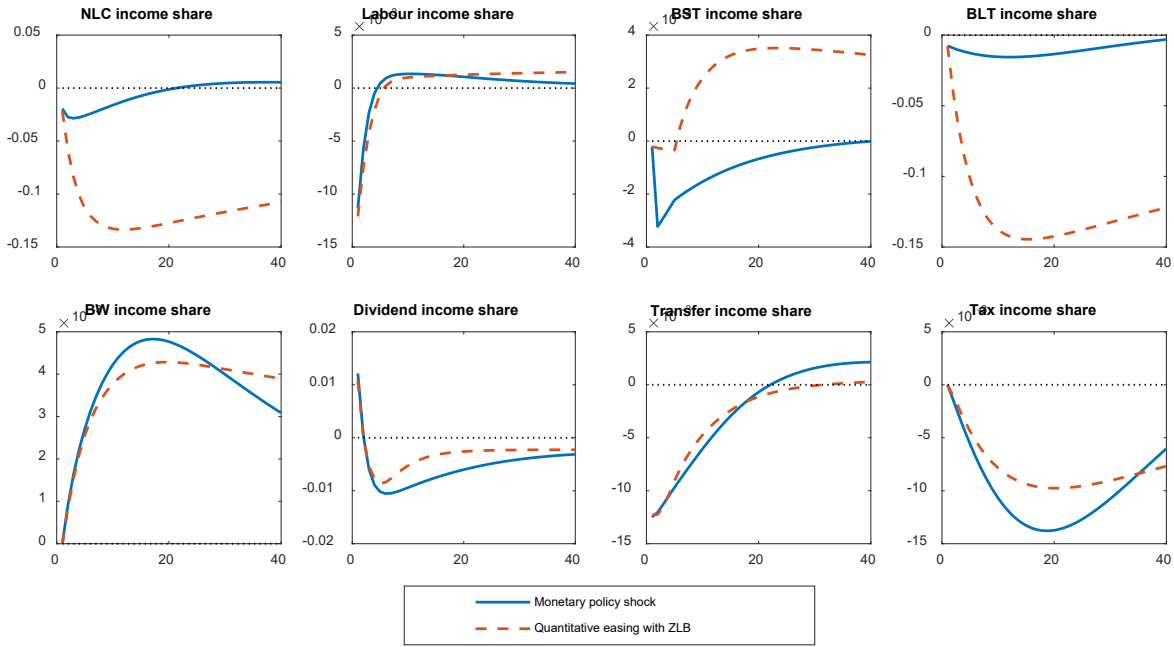 NLC income share
0.05
0
-0.05
-0.1
-0.15
0 20 40
Labour income share
× 10
5
0
-5
-10
-15
0 20 40
BST income share
× 10
4
2
0
-2
-4
0 20 40
BLT income share
0
-0.05
-0.1
-0.15
0 20 40
BW income share
× 10
5
4
3
2
1
0
0 20 40
Dividend income share
0.02
0.01
0
-0.01
-0.02
0 20 40
Transfer income share
× 10
5
0
-5
-10
-15
0 20 40
Tax income share
× 10
5
0
-5
-10
-15
0 20 40
Monetary policy shock
Quantitative easing with ZLB